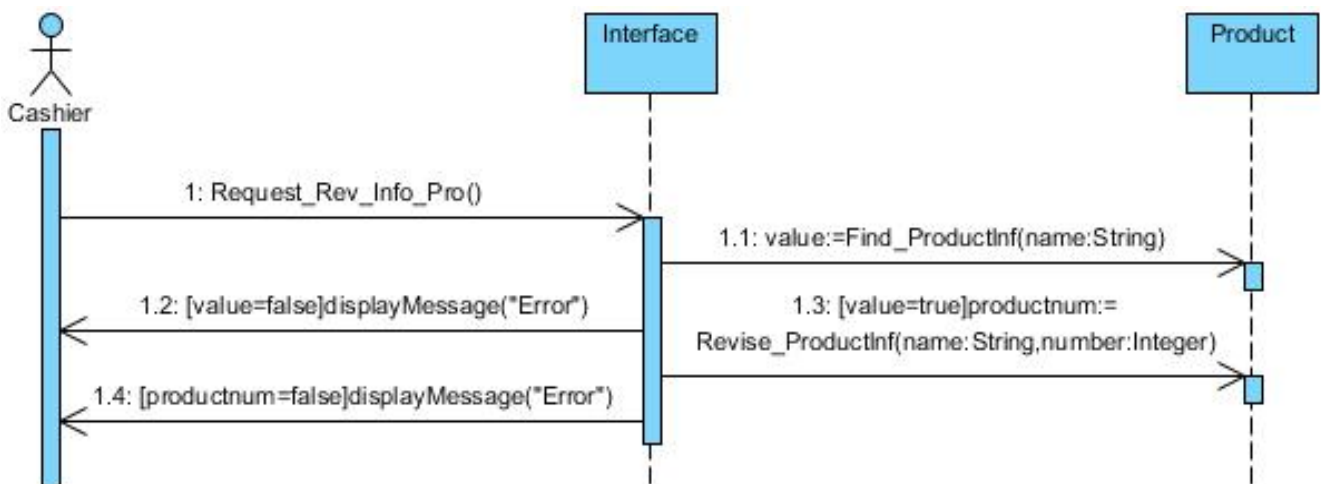 Interface
Product
Cashier
1: Request_Rev_Info_Pro()
1.1: value:=Find_ProductInf(name:String)
1.2: [value=false]displayMessage("Error")
1.3: [value=true]productnum:=
Revise_ProductInf(name:String,number:Integer)
1.4: [productnum=false]displayMessage("Error")